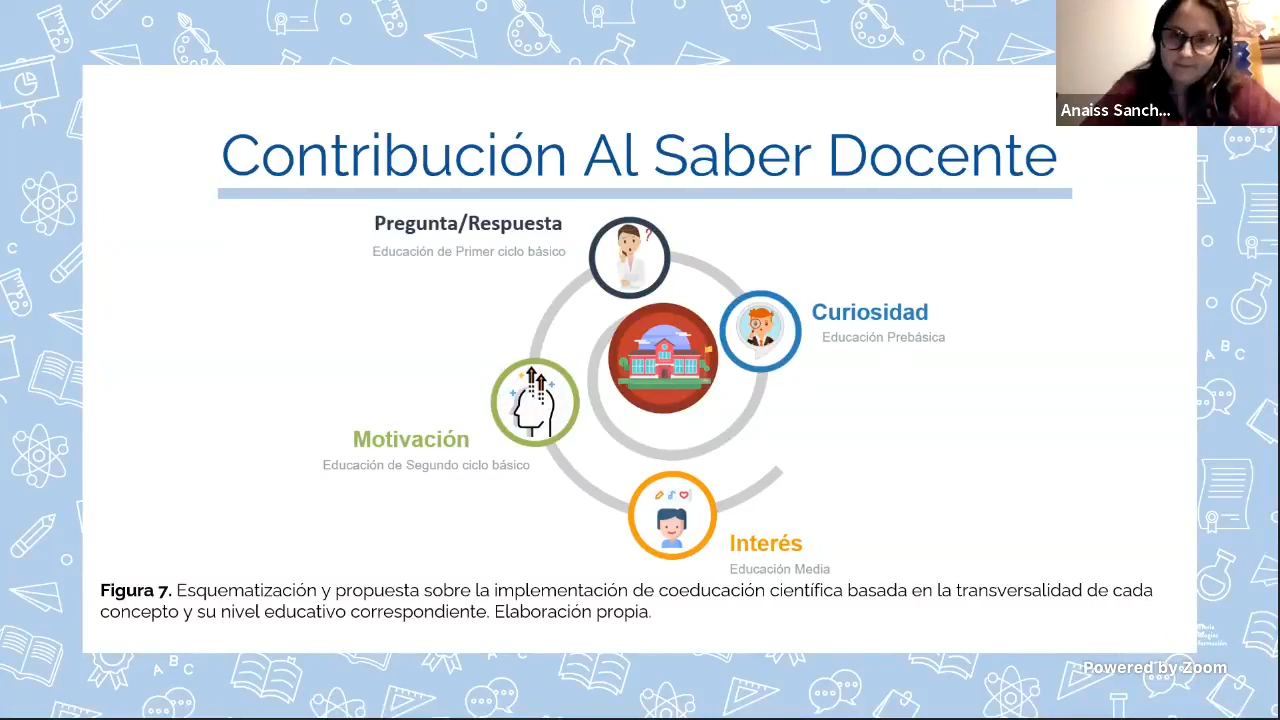 Anaiss Sanch...
Contribución Al Saber Docente
Pregunta/Respuesta
Educación de Primer ciclo básico
Curiosidad
Educación Prebásica
Motivación
Educación de Segundo ciclo básico
Interés
Educación Media
Figura 7. Esquematización y propuesta sobre la implementación de coeducación científica basada en la transversalidad de cada
concepto y su nivel educativo correspondiente. Elaboración propia.
Powered by Zoom
A B C
A B C
A B C